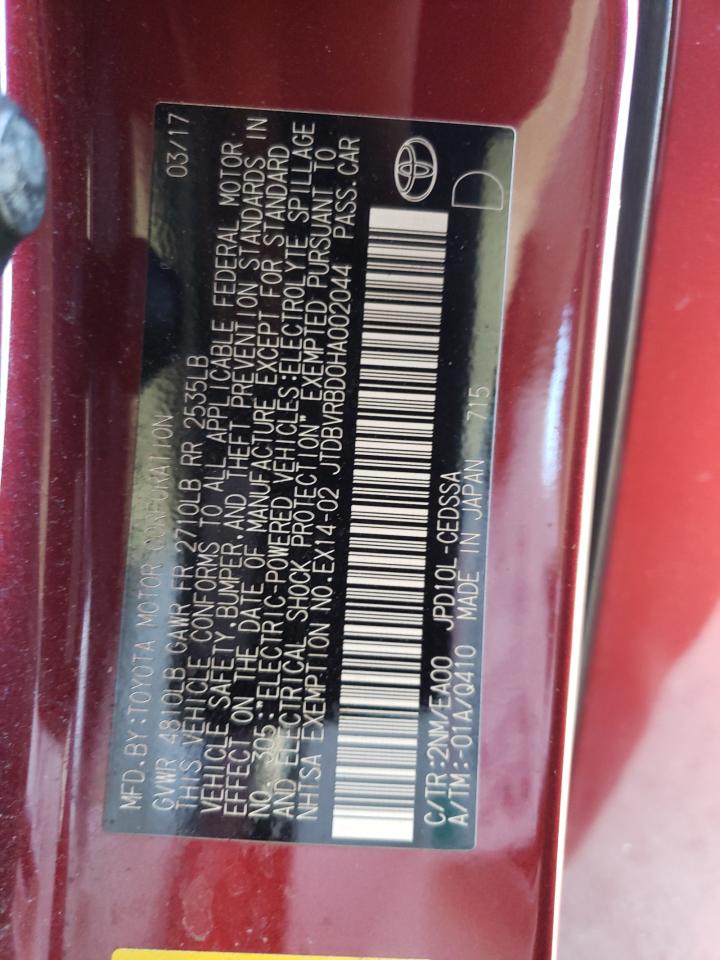 MFD.BY:TOYOTA MOTOR CORPORATION 03/17
GVWR 4810LB GAWR FR 2710LB RR 2535LB
THIS VEHICLE CONFORMS TO ALL APPLICABLE FEDERAL MOTOR
VEHICLE SAFETY,BUMPER,AND THEFT PREVENTION STANDARDS IN
EFFECT ON THE DATE OF MANUFACTURE EXCEPT FOR STANDARD
NO. 305:"ELECTRIC-POWERED VEHICLES:ELECTROLYTE SPILLAGE
AND ELECTRICAL SHOCK PROTECTION" EXEMPTED PURSUANT TO
NHTSA EXEMPTION NO.EX14-02 JTDBVRBD0HA002044 PASS.CAR
C/TR:2NM/EA00 JPD10L-CEDSSA
A/TM:-01A/Q410 MADE IN JAPAN 715
D